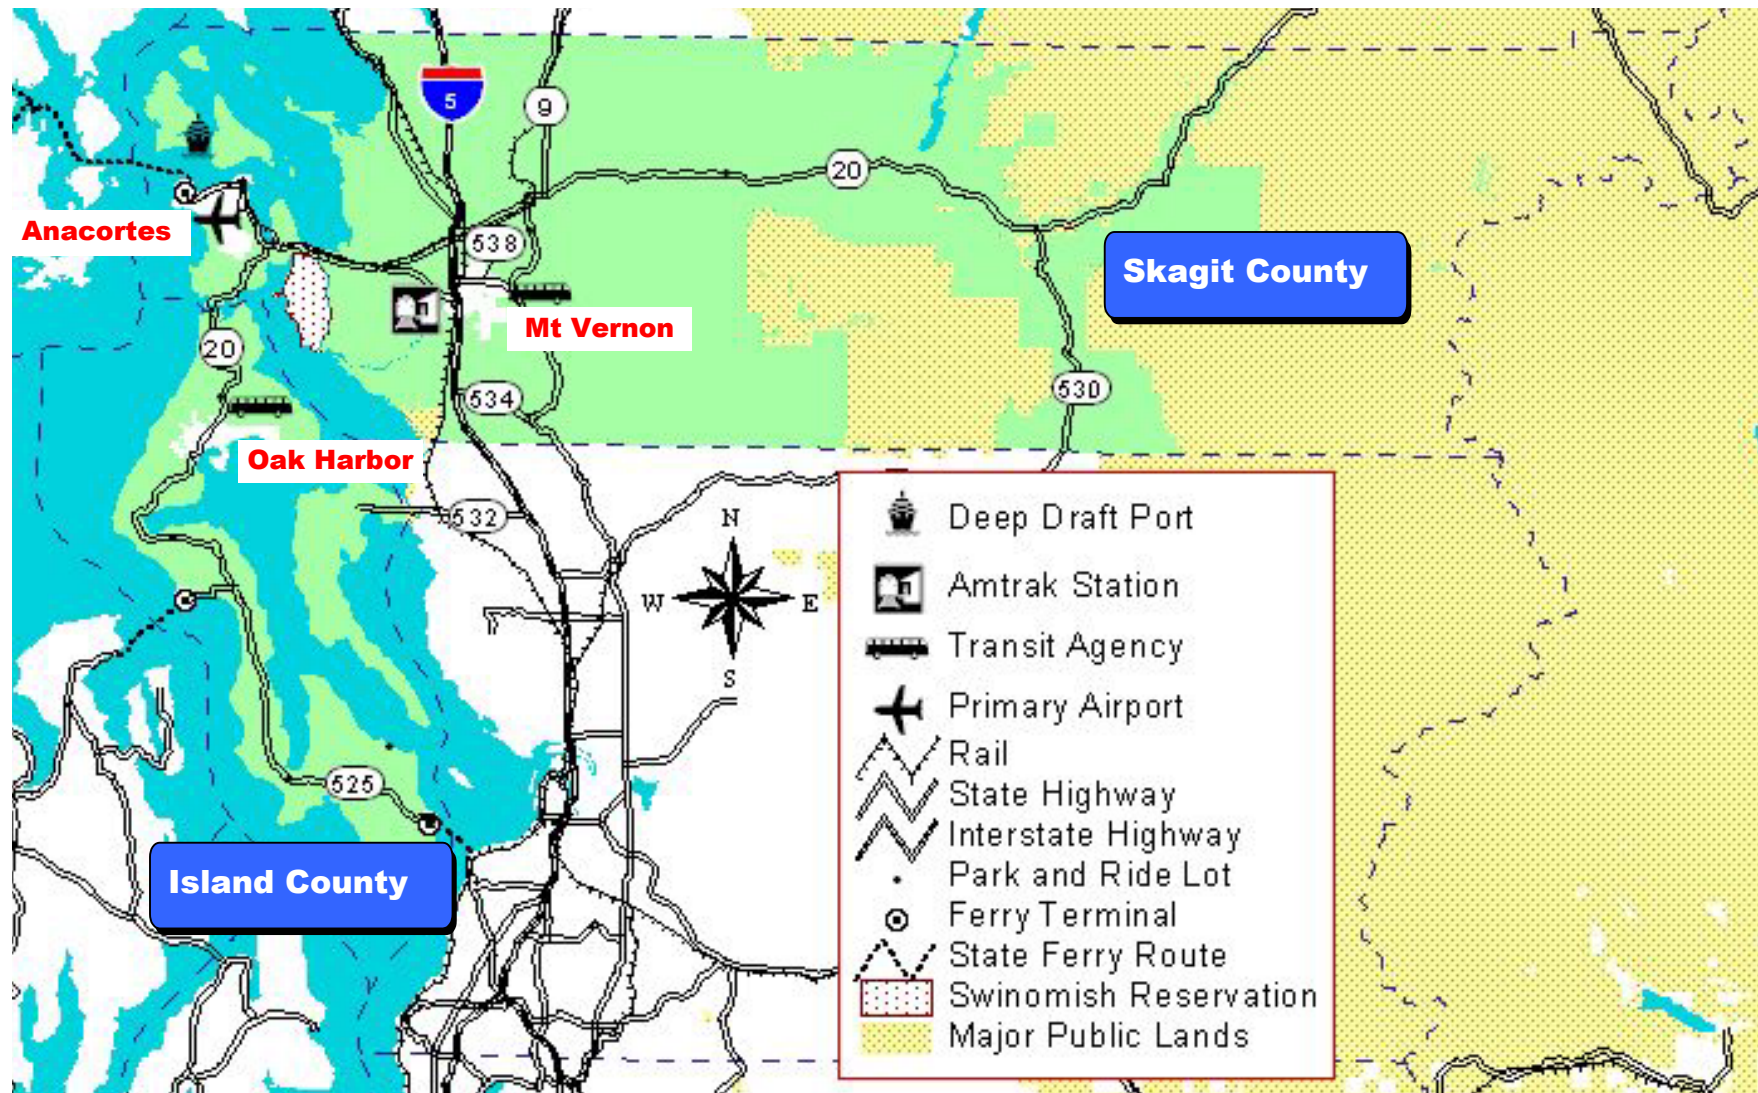 5
9
20
Anacortes
538
Skagit County
Mt Vernon
20
530
534
Oak Harbor
532
N
W
E
S
525
Island County
Deep Draft Port
Amtrak Station
Transit Agency
Primary Airport
Rail
State Highway
Interstate Highway
Park and Ride Lot
Ferry Terminal
State Ferry Route
Swinomish Reservation
Major Public Lands